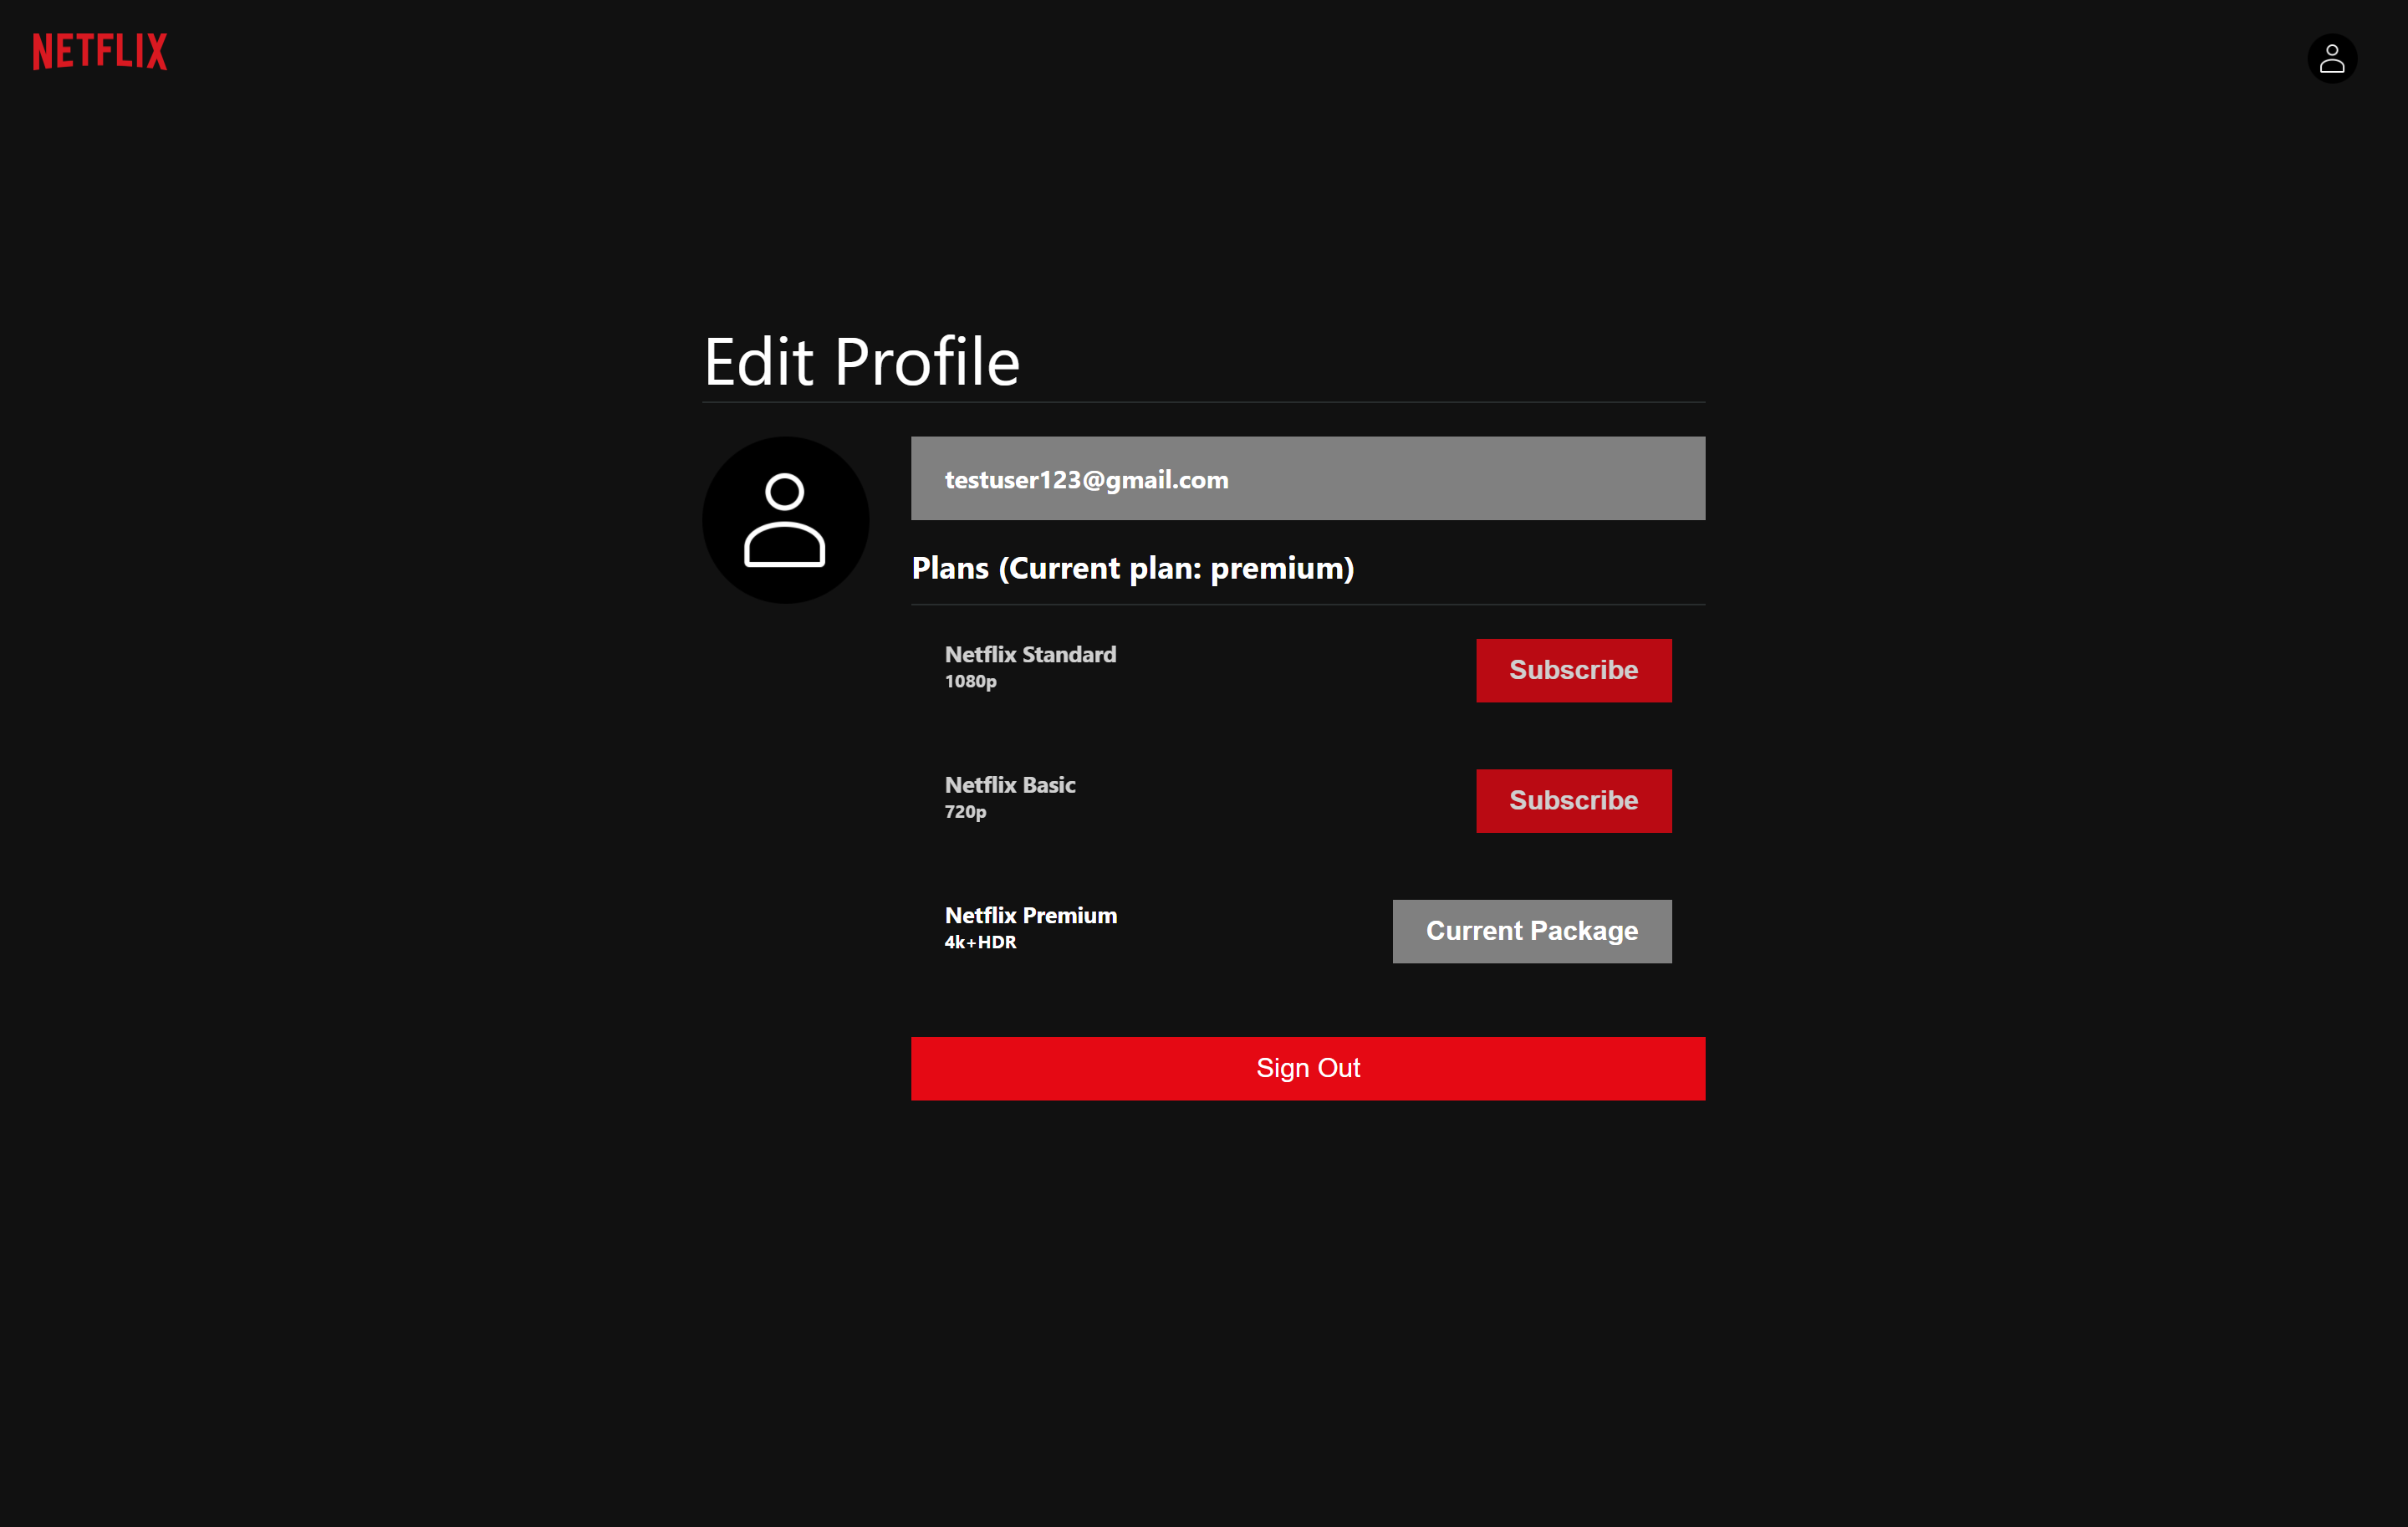 NETFLIX
Edit Profile
testuser123@gmail.com
Plans (Current plan: premium)
Netflix Standard
1080p
Subscribe
Netflix Basic
720p
Subscribe
Netflix Premium
4k+HDR
Current Package
Sign Out